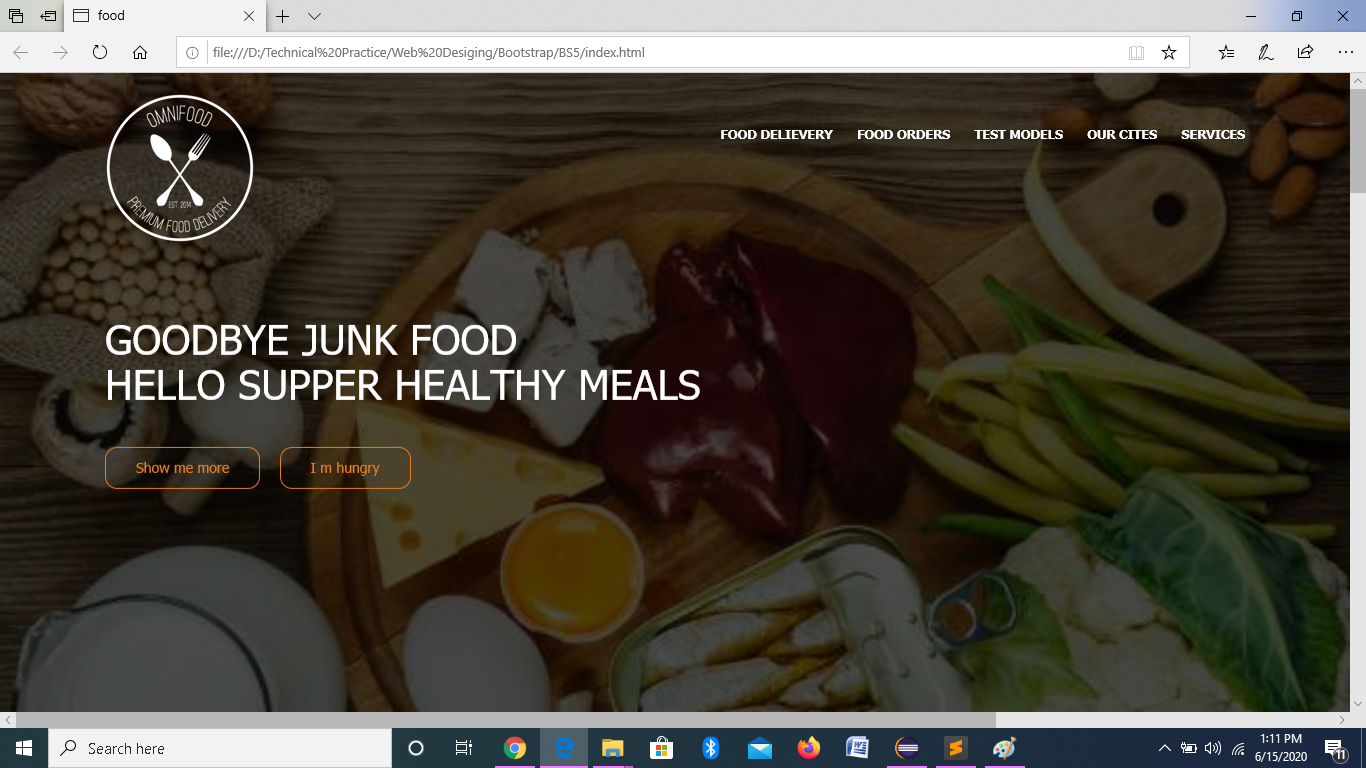 food
file:///D:/Technical%20Practice/Web%20Desiging/Bootstrap/BS5/index.html
OMNIFOOD
EST. 2014
PREMIUM FOOD DELIVERY
FOOD DELIEVERY FOOD ORDERS TEST MODELS OUR CITES SERVICES
GOODBYE JUNK FOOD
HELLO SUPPER HEALTHY MEALS
Show me more I m hungry
Search here
1:11 PM
6/15/2020
11